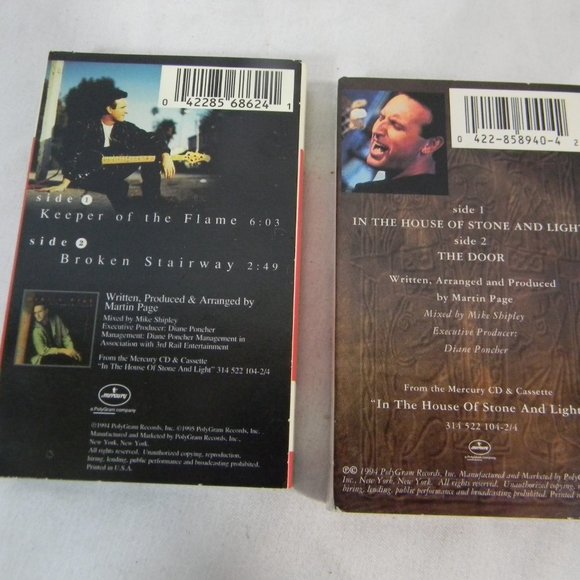 0 42285 68624 1
side 1
Keeper of the Flame 6:03
side 2
Broken Stairway 2:49
Written, Produced & Arranged by
Martin Page
Mixed by Mike Shipley
Executive Producer: Diane Poncher
Management: Diane Poncher Management in
Association with 3rd Rail Entertainment
From the Mercury CD & Cassette
"In The House Of Stone And Light" 314 522 104-2/4
mercury
a PolyGram company
©1994 PolyGram Records, Inc. ©1995 PolyGram Records, Inc.
Manufactured and Marketed by PolyGram Records, Inc.,
New York, New York.
All rights reserved. Unauthorized copying, reproduction,
hiring, lending, public performance and broadcasting prohibited.
Printed in U.S.A.
0 422-858940-4 2
side 1
IN THE HOUSE OF STONE AND LIGHT
side 2
THE DOOR
Written, Arranged and Produced
by Martin Page
Mixed by Mike Shipley
Executive Producer:
Diane Poncher
From the Mercury CD & Cassette
"In The House Of Stone And Light
314 522 104-2/4
mercury
a PolyGram company
℗© 1994 PolyGram Records, Inc. Manufactured and Marketed by PolyGram
Inc., New York, New York. All rights reserved. Unauthorized copying,
hiring, lending, public performance and broadcasting prohibited. Printed in